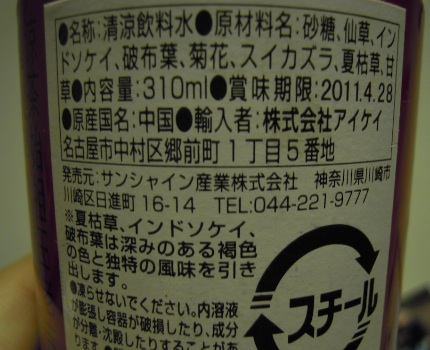 ●名称:清涼飲料水●原材料名:砂糖、仙草、イン
ドソケイ、破布葉、菊花、スイカズラ、夏枯草、甘
草●内容量:310ml●賞味期限:2011.4.28
●原産国名:中国●輸入者:株式会社アイケイ
名古屋市中村区郷前町1丁目5番地
発売元:サンシャイン産業株式会社 神奈川県川崎市
川崎区日進町16-14 TEL:044-221-9777
※夏枯草、インドソケイ、
破布葉は深みのある褐色
の色と独特の風味を引き
出します。
●凍らせないでください。内容液
が膨張し容器が破損したり、成分
が分離・沈殿したりすることがあ
ります。
スチール